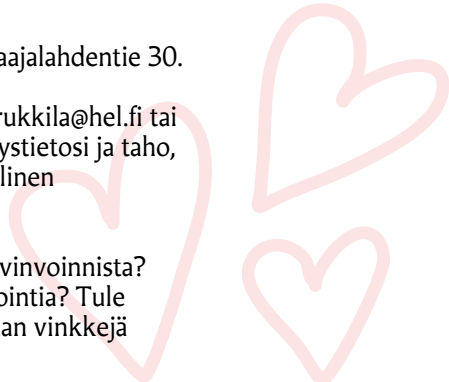 aajalahdentie 30.
rukkila@hel.fi tai
ystietosi ja taho,
linen
vinvoinnista?
ointia? Tule
an vinkkejä